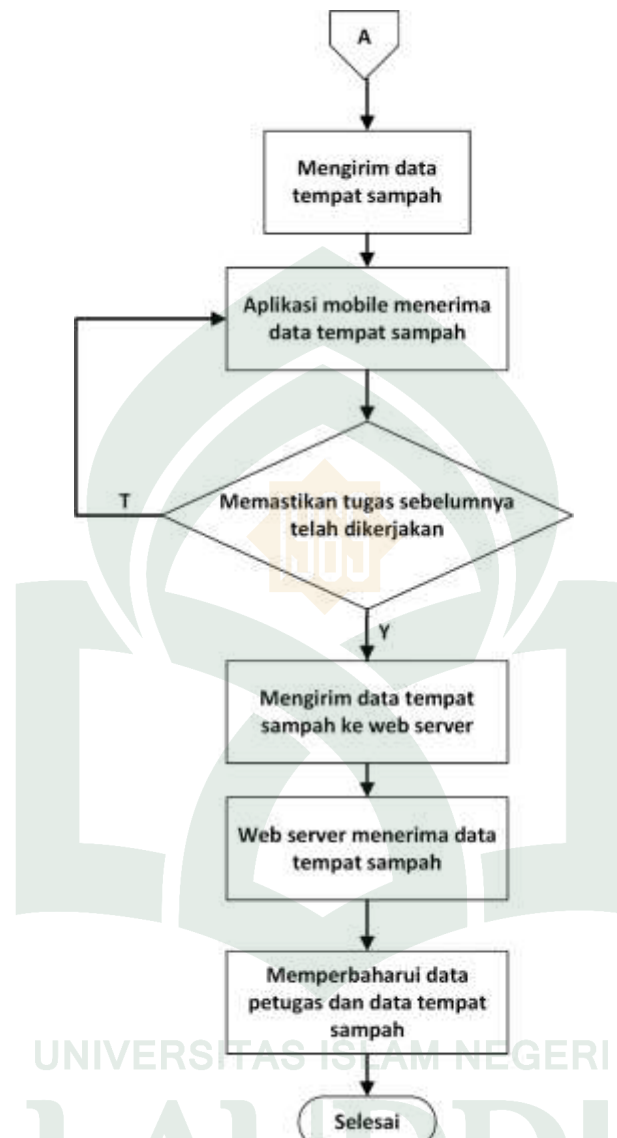 A
Mengirim data
tempat sampah
Aplikasi mobile menerima
data tempat sampah
T
Memastikan tugas sebelumnya
telah dikerjakan
Y
Mengirim data tempat
sampah ke web server
Web server menerima data
tempat sampah
Memperbaharui data
petugas dan data tempat
sampah
UNIVERSITAS ISLAM NEGERI
Selesai